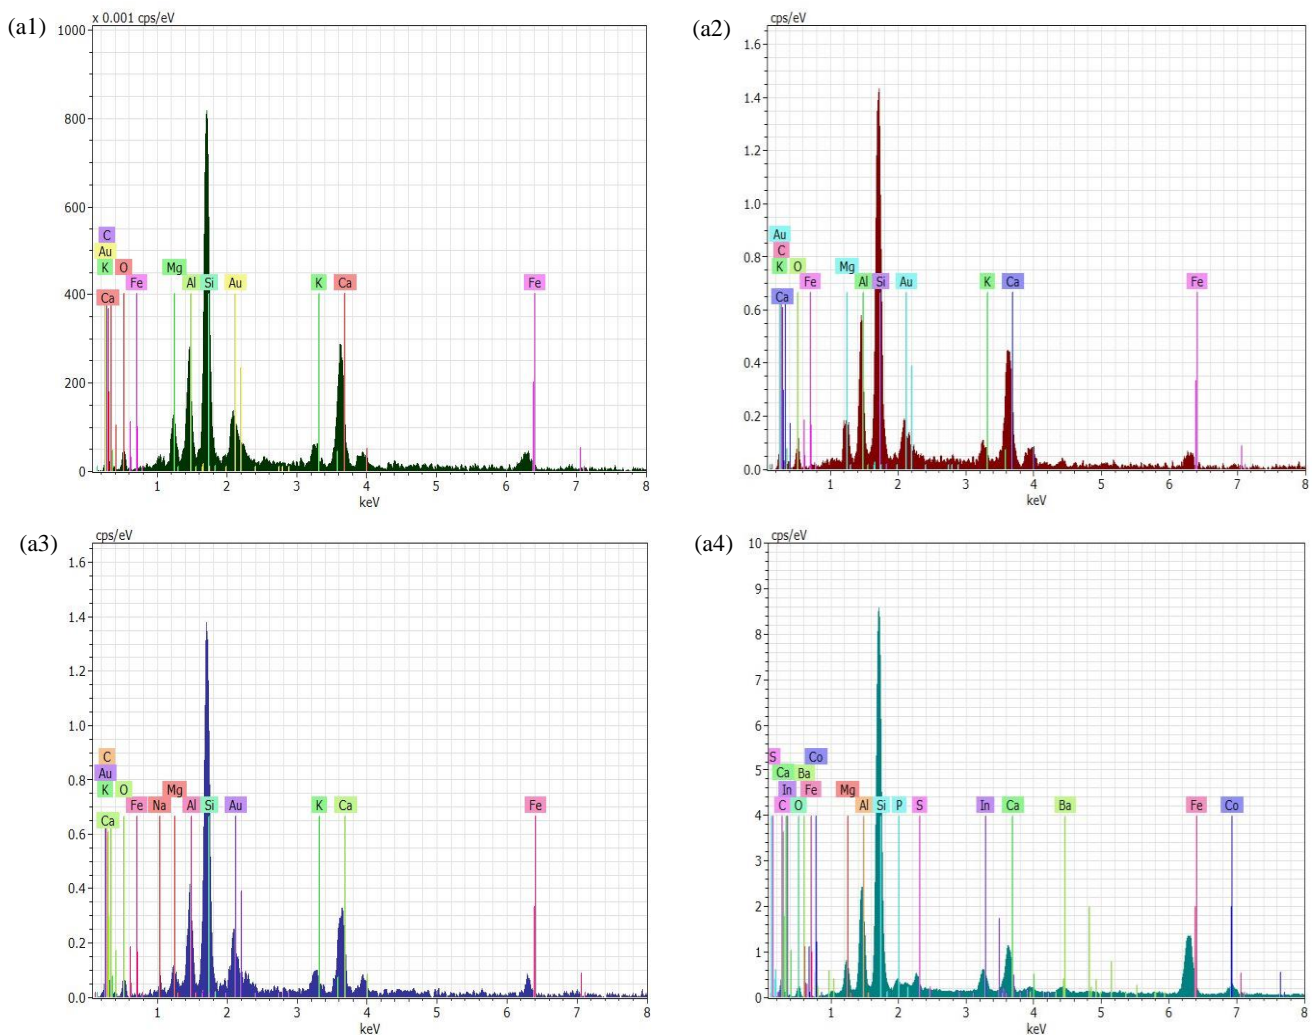 (a1)
x 0.001 cps/eV
1000
800
600
400
200
0
C
Au
K O Mg
Ca Fe Al Si Au K Ca Fe
1 2 3 4 5 6 7 8
keV
(a2)
cps/eV
1.6
1.4
1.2
1.0
0.8
0.6
0.4
0.2
0.0
Au
C
K O Mg
Ca Fe Al Si Au K Ca Fe
1 2 3 4 5 6 7 8
keV
(a3)
cps/eV
1.6
1.4
1.2
1.0
0.8
0.6
0.4
0.2
0.0
C
Au
K O Mg
Ca Fe Na Al Si Au K Ca Fe
1 2 3 4 5 6 7 8
keV
(a4)
cps/eV
10
9
8
7
6
5
4
3
2
1
0
S Co
Ca Ba
In Fe Mg
C O Al Si P S In Ca Ba Fe Co
1 2 3 4 5 6 7 8
keV